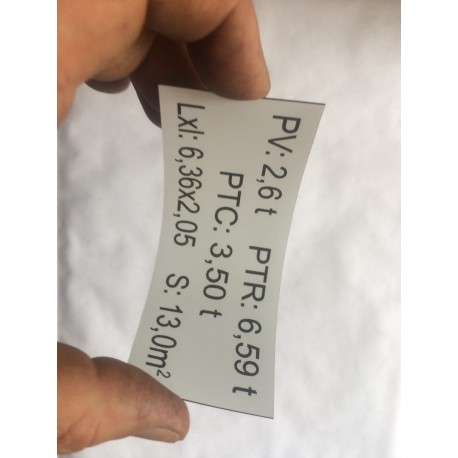 PV: 2,6 t PTR: 6,59 t
PTC: 3,50 t
Lxl: 6,36x2,05 S: 13,0m²